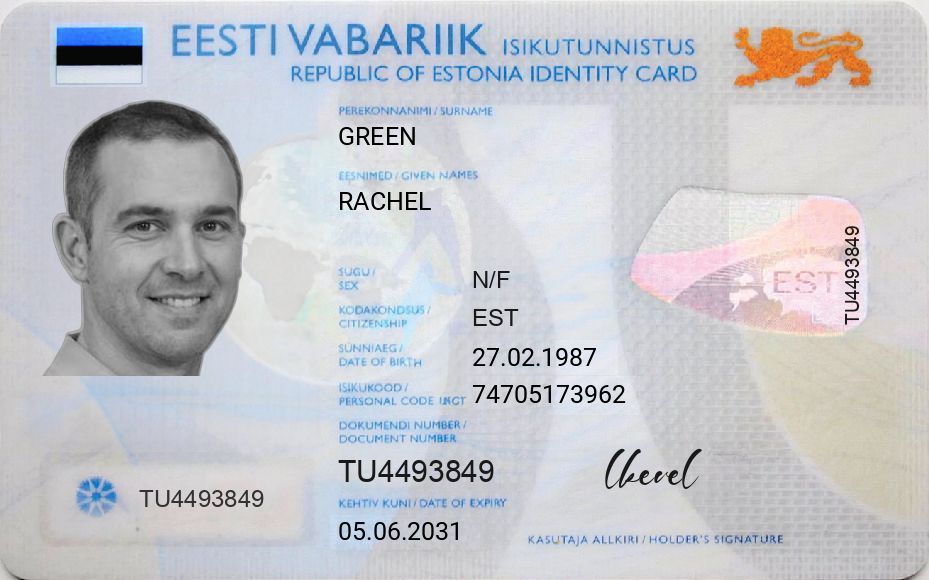 EESTI VABARIIK ISIKUTUNNISTUS
REPUBLIC OF ESTONIA IDENTITY CARD
PEREKONNANIMI / SURNAME
GREEN
EESNIMED / GIVEN NAMES
RACHEL
SUGU /
SEX
N/F
KODAKONDSUS /
CITIZENSHIP
EST
SÜNNIAEG /
DATE OF BIRTH
27.02.1987
ISIKUKOOD /
PERSONAL CODE
74705173962
DOKUMENDI NUMBER /
DOCUMENT NUMBER
TU4493849
TU4493849
KEHTIV KUNI / DATE OF EXPIRY
05.06.2031
KASUTAJA ALLKIRI / HOLDER'S SIGNATURE
EST
TU4493849